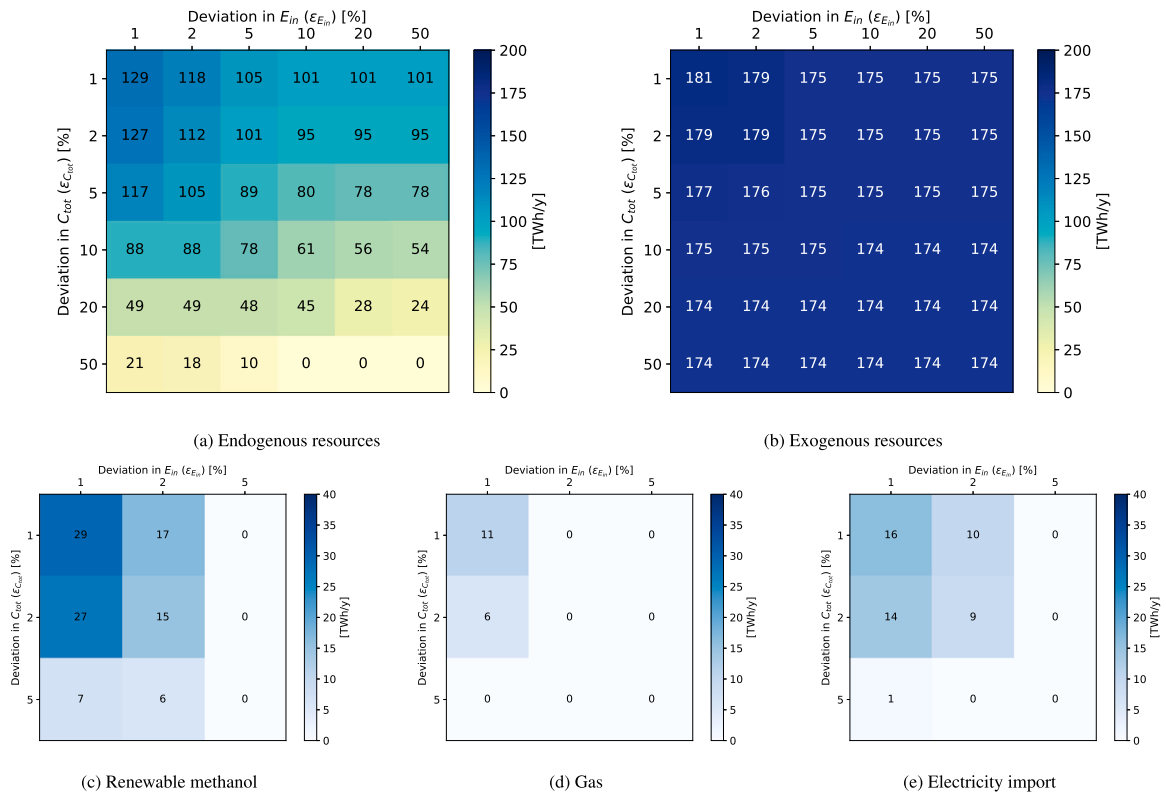 Deviation in E_in (ε_E_in) [%]
1 2 5 10 20 50
Deviation in C_tot (ε_C_tot) [%]
1 129 118 105 101 101 101
2 127 112 101 95 95 95
5 117 105 89 80 78 78
10 88 88 78 61 56 54
20 49 49 48 45 28 24
50 21 18 10 0 0 0
200
175
150
125
100
75
50
25
0
[TWh/y]
(a) Endogenous resources
Deviation in E_in (ε_E_in) [%]
1 2 5 10 20 50
Deviation in C_tot (ε_C_tot) [%]
1 181 179 175 175 175 175
2 179 179 175 175 175 175
5 177 176 175 175 175 175
10 175 175 175 174 174 174
20 174 174 174 174 174 174
50 174 174 174 174 174 174
200
175
150
125
100
75
50
25
0
[TWh/y]
(b) Exogenous resources
Deviation in E_in (ε_E_in) [%]
1 2 5
Deviation in C_tot (ε_C_tot) [%]
1 29 17 0
2 27 15 0
5 7 6 0
40
35
30
25
20
15
10
5
0
[TWh/y]
(c) Renewable methanol
Deviation in E_in (ε_E_in) [%]
1 2 5
Deviation in C_tot (ε_C_tot) [%]
1 11 0 0
2 6 0 0
5 0 0 0
40
35
30
25
20
15
10
5
0
[TWh/y]
(d) Gas
Deviation in E_in (ε_E_in) [%]
1 2 5
Deviation in C_tot (ε_C_tot) [%]
1 16 10 0
2 14 9 0
5 1 0 0
40
35
30
25
20
15
10
5
0
[TWh/y]
(e) Electricity import